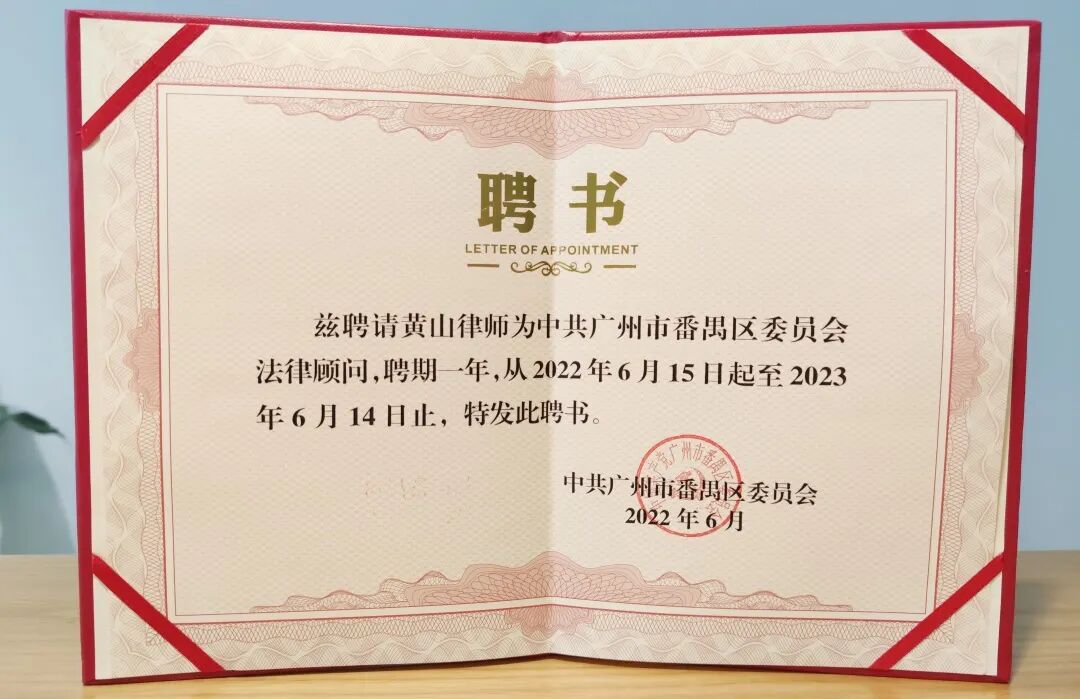 聘书
LETTER OF APPOINTMENT
兹聘请黄山律师为中共广州市番禺区委员会
法律顾问,聘期一年,从2022年6月15日起至2023
年6月14日止，特发此聘书。
中共广州市番禺区委员会
2022年6月